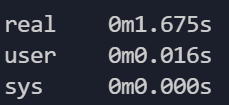 real    0m1.675s
user    0m0.016s
sys     0m0.000s